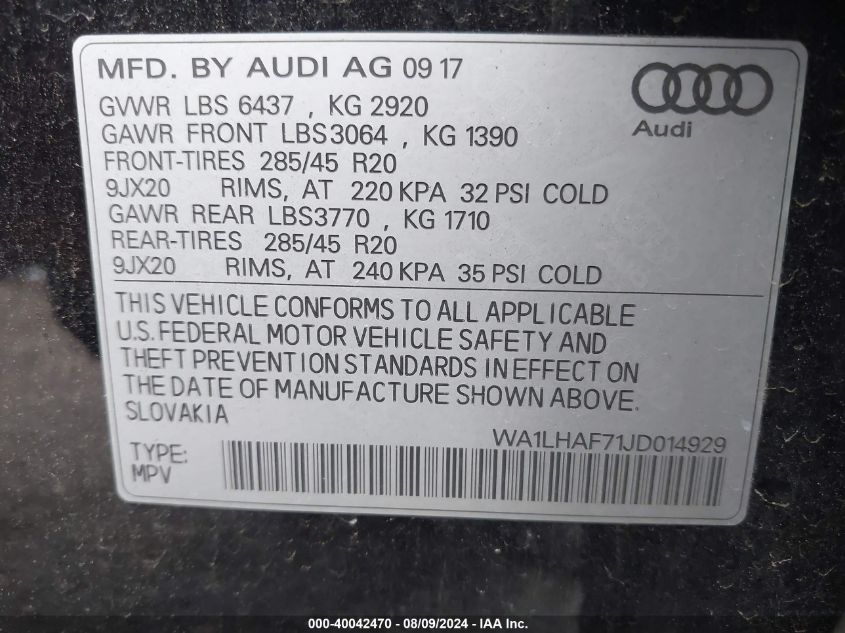 MFD. BY AUDI AG 09 17
GVWR LBS 6437 , KG 2920
GAWR FRONT LBS3064 , KG 1390
FRONT-TIRES 285/45 R20
9JX20 RIMS, AT 220 KPA 32 PSI COLD
GAWR REAR LBS3770 , KG 1710
REAR-TIRES 285/45 R20
9JX20 RIMS, AT 240 KPA 35 PSI COLD
Audi
THIS VEHICLE CONFORMS TO ALL APPLICABLE
U.S. FEDERAL MOTOR VEHICLE SAFETY AND
THEFT PREVENTION STANDARDS IN EFFECT ON
THE DATE OF MANUFACTURE SHOWN ABOVE.
SLOVAKIA
WA1LHAF71JD014929
TYPE:
MPV
000-40042470 - 08/09/2024 - US - IAAI - INC.